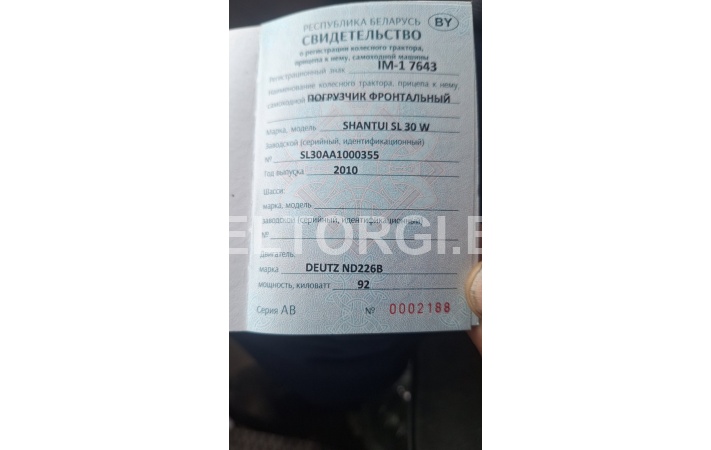 РЕСПУБЛИКА БЕЛАРУСЬ BY
СВИДЕТЕЛЬСТВО
о регистрации колесного трактора,
прицепа к нему, самоходной машины
Регистрационный знак IM-1 7643
Наименование колесного трактора, прицепа к нему,
самоходной ПОГРУЗЧИК ФРОНТАЛЬНЫЙ
Марка, модель SHANTUI SL 30 W
Заводской (серийный, идентификационный)
№ SL30AA1000355
Год выпуска 2010
Шасси:
марка, модель
заводской (серийный, идентификационный)
№
ELTORGI.B
Двигатель:
марка DEUTZ ND226B
мощность, киловатт 92
Серия АВ № 0002188